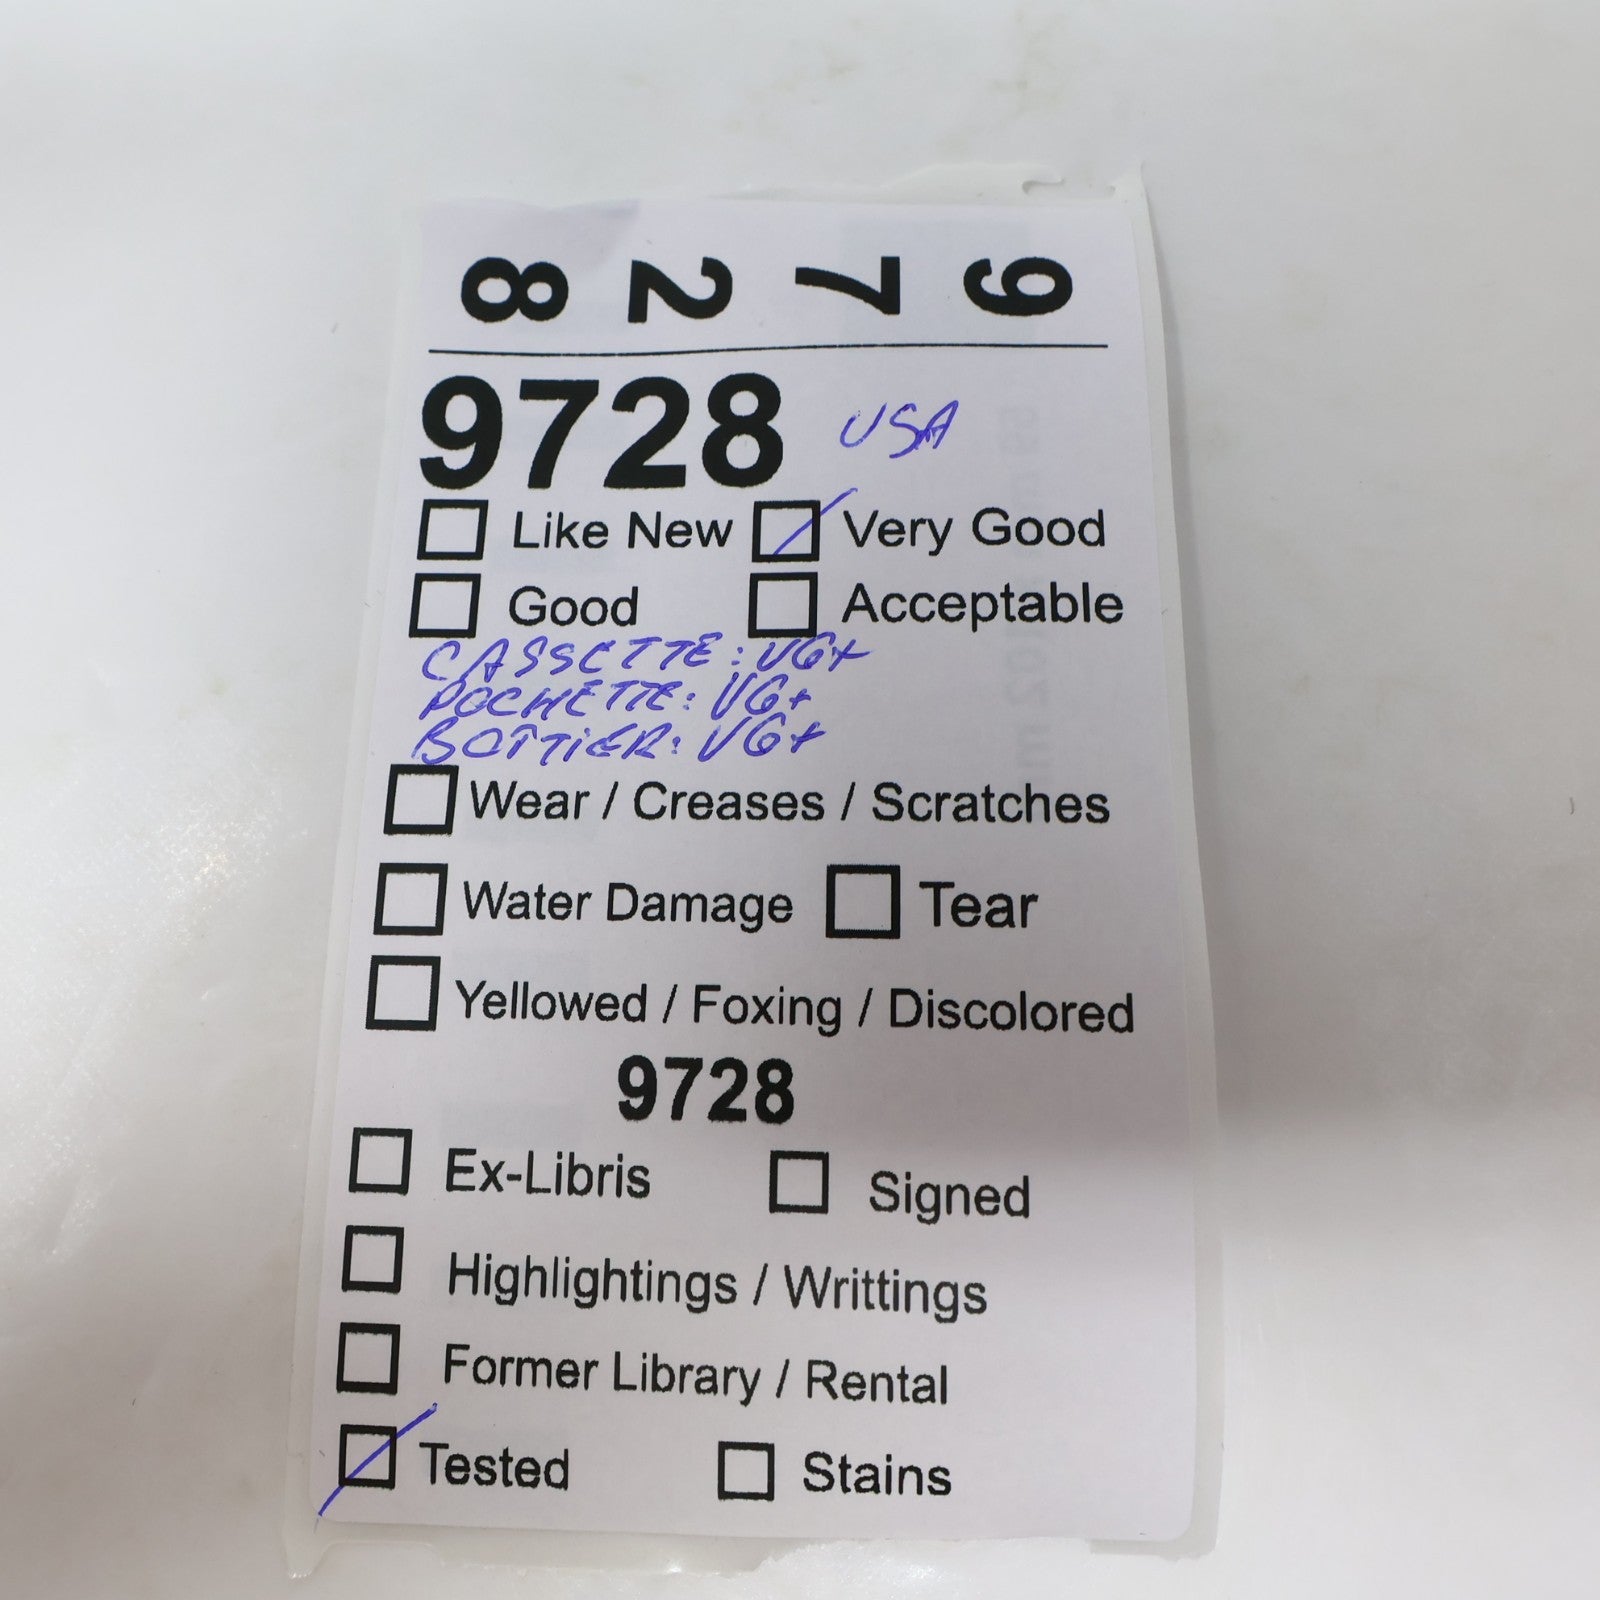 9 7 2 8
9728 USA
Like New Very Good
Good Acceptable
CASSETTE: VG+
POCHETTE: VG+
BOITIER: VG+
Wear / Creases / Scratches
Water Damage Tear
Yellowed / Foxing / Discolored
9728
Ex-Libris Signed
Highlightings / Writtings
Former Library / Rental
Tested Stains